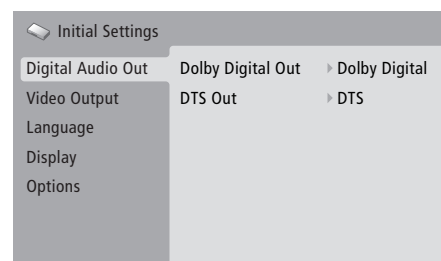 Initial Settings
Digital Audio Out Dolby Digital Out Dolby Digital
Video Output DTS Out DTS
Language
Display
Options